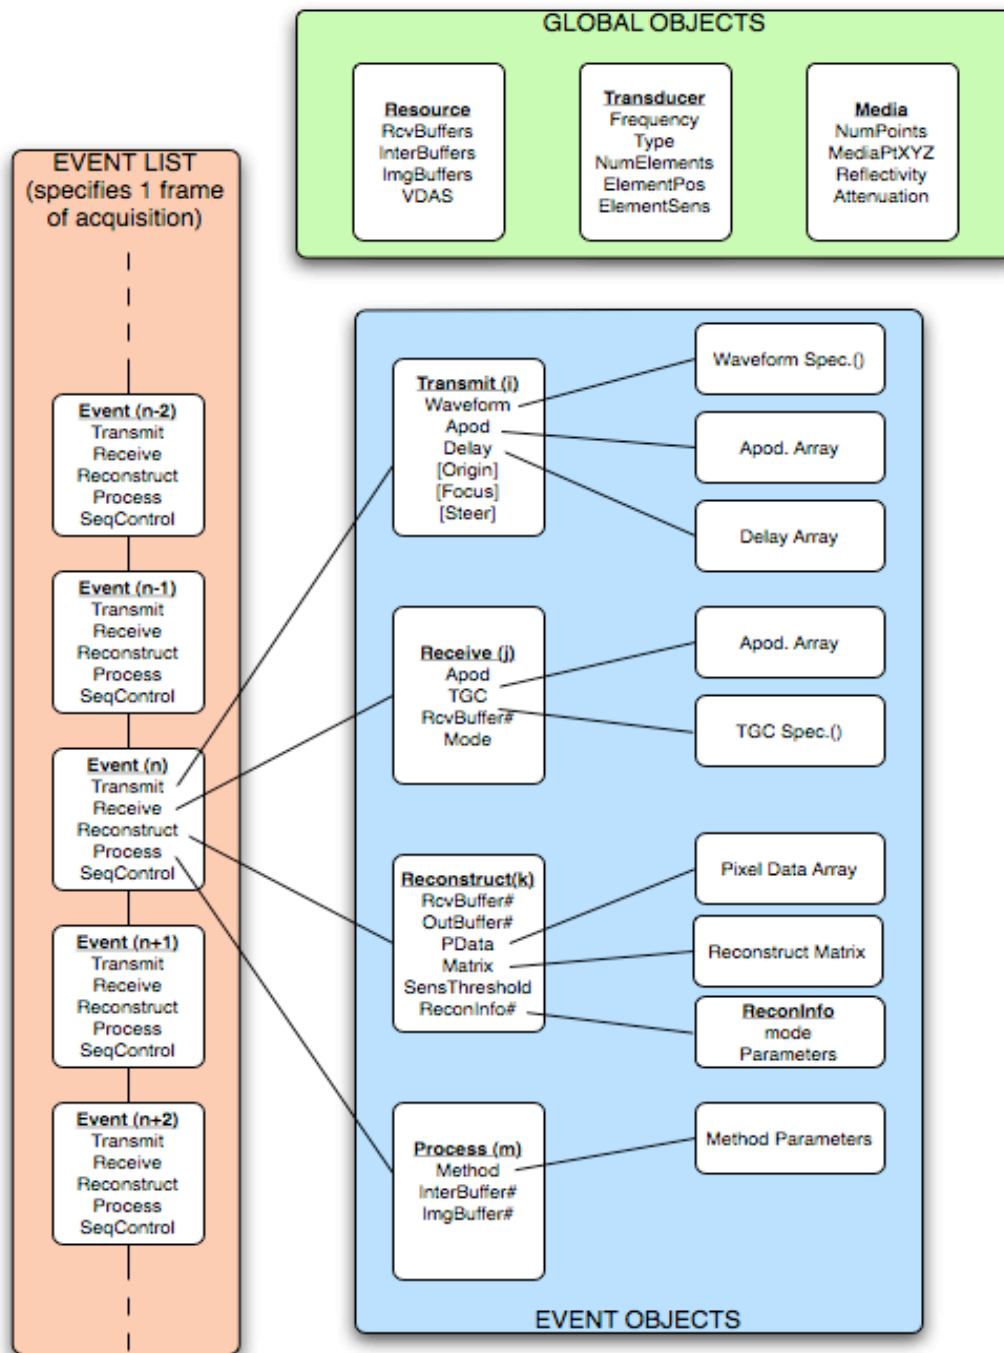 GLOBAL OBJECTS
Resource
RcvBuffers
InterBuffers
ImgBuffers
VDAS
Transducer
Frequency
Type
NumElements
ElementPos
ElementSens
Media
NumPoints
MediaPtXYZ
Reflectivity
Attenuation
EVENT LIST
(specifies 1 frame
of acquisition)
Event (n-2)
Transmit
Receive
Reconstruct
Process
SeqControl
Event (n-1)
Transmit
Receive
Reconstruct
Process
SeqControl
Event (n)
Transmit
Receive
Reconstruct
Process
SeqControl
Event (n+1)
Transmit
Receive
Reconstruct
Process
SeqControl
Event (n+2)
Transmit
Receive
Reconstruct
Process
SeqControl
Transmit (i)
Waveform
Apod
Delay
[Origin]
[Focus]
[Steer]
Waveform Spec.()
Apod. Array
Delay Array
Receive (j)
Apod
TGC
RcvBuffer#
Mode
Apod. Array
TGC Spec.()
Reconstruct(k)
RcvBuffer#
OutBuffer#
PData
Matrix
SensThreshold
ReconInfo#
Pixel Data Array
Reconstruct Matrix
ReconInfo
mode
Parameters
Process (m)
Method
InterBuffer#
ImgBuffer#
Method Parameters
EVENT OBJECTS